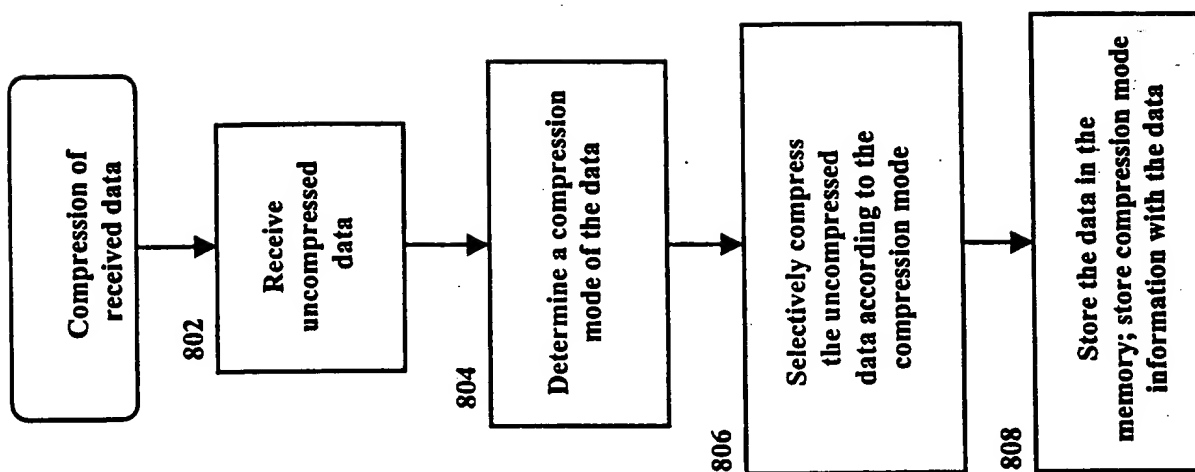 Compression of
received data
802
Receive
uncompressed
data
804
Determine a compression
mode of the data
806
Selectively compress
the uncompressed
data according to the
compression mode
808
Store the data in the
memory; store compression mode
information with the data